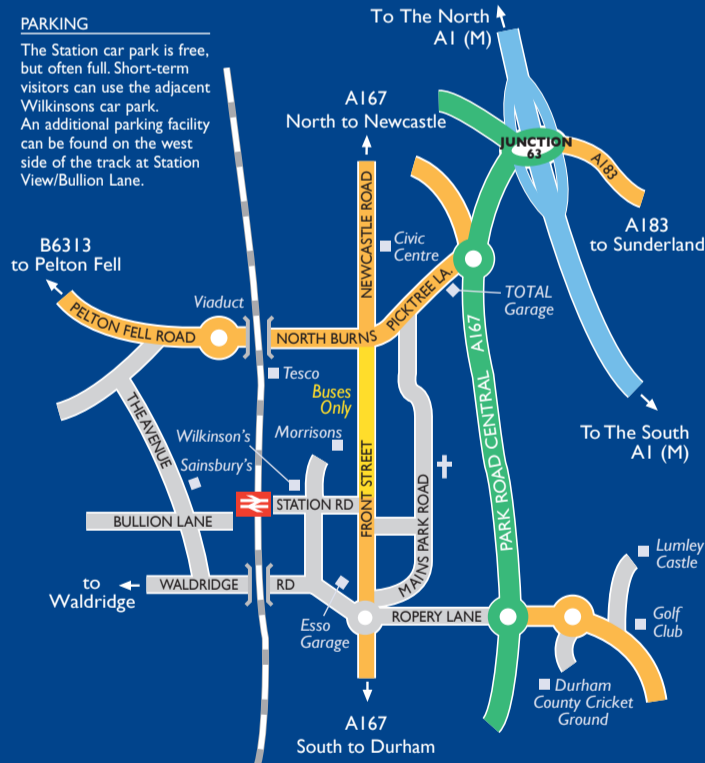 PARKING
The Station car park is free,
but often full. Short-term
visitors can use the adjacent
Wilkinsons car park.
An additional parking facility
can be found on the west
side of the track at Station
View/Bullion Lane.
To The North
A1 (M)
A167
North to Newcastle
JUNCTION
63
A183
A183
to Sunderland
B6313
to Pelton Fell
NEWCASTLE ROAD
Civic
Centre
PICKTREE LA.
TOTAL
Garage
Viaduct
PELTON FELL ROAD
NORTH BURNS
A167
Tesco
Buses
Only
THE AVENUE
Wilkinson's
Morrisons
Sainsbury's
To The South
A1 (M)
STATION RD
FRONT STREET
MAINS PARK ROAD
PARK ROAD CENTRAL
BULLION LANE
to
Waldridge
WALDRIDGE
RD
Esso
Garage
ROPERY LANE
Lumley
Castle
Golf
Club
Durham
County Cricket
Ground
A167
South to Durham